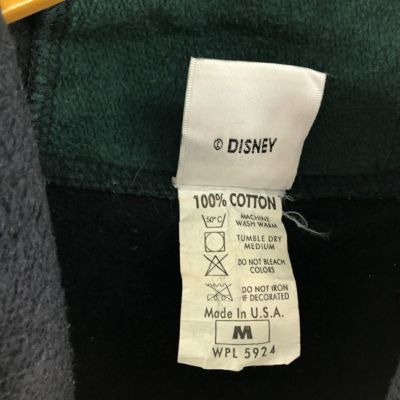 © DISNEY
100% COTTON
50°C MACHINE
WASH WARM
TUMBLE DRY
MEDIUM
DO NOT BLEACH
COLORS
DO NOT IRON
IF DECORATED
Made In U.S.A.
M
WPL 5924